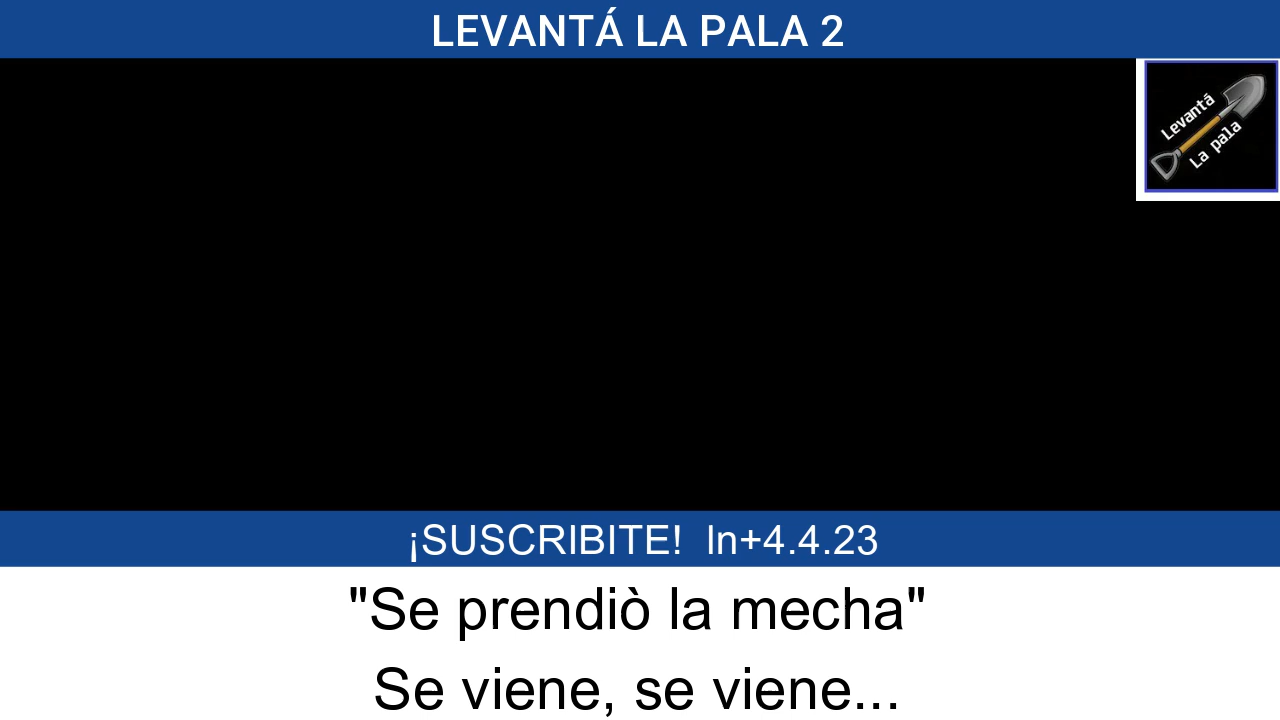 LEVANTÁ LA PALA 2
Levantá
La pala
¡SUSCRIBITE!  ln+4.4.23
"Se prendiò la mecha"
Se viene, se viene...